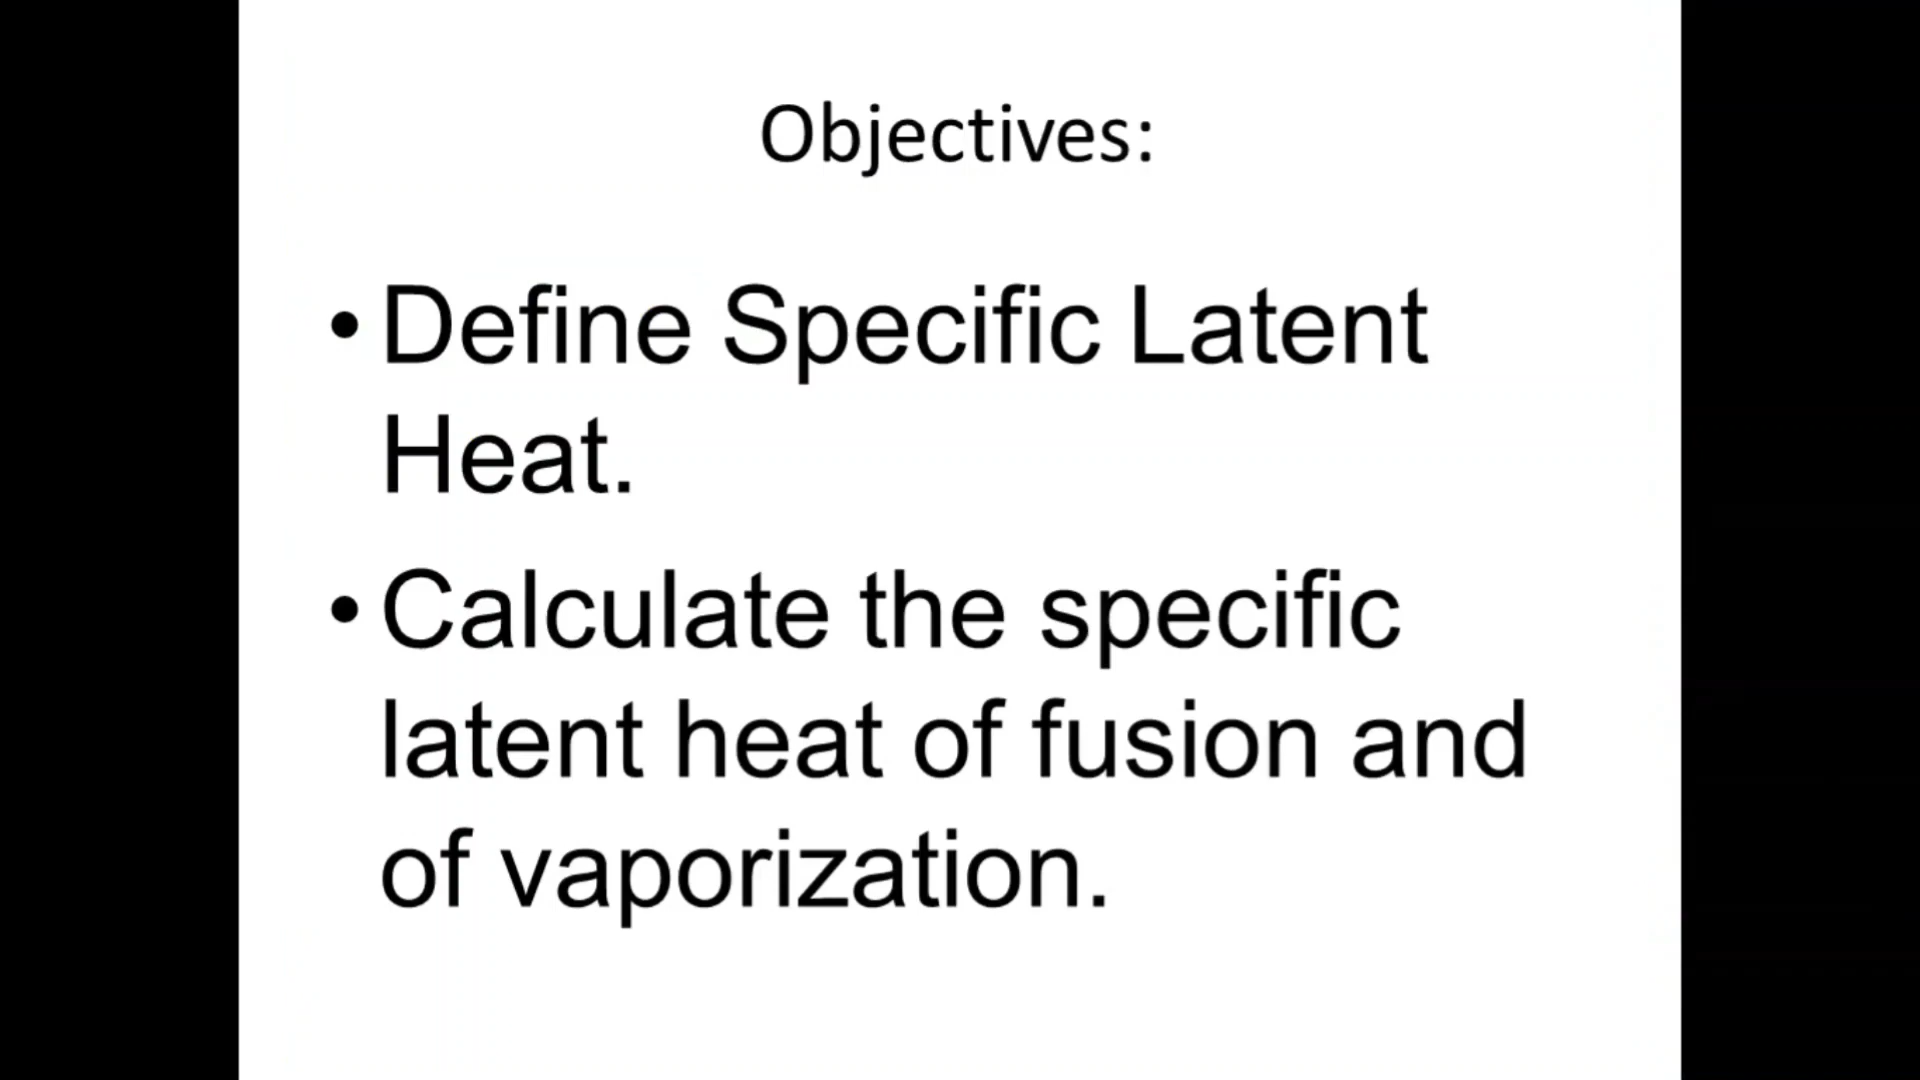 Objectives:
• Define Specific Latent
Heat.
• Calculate the specific
latent heat of fusion and
of vaporization.